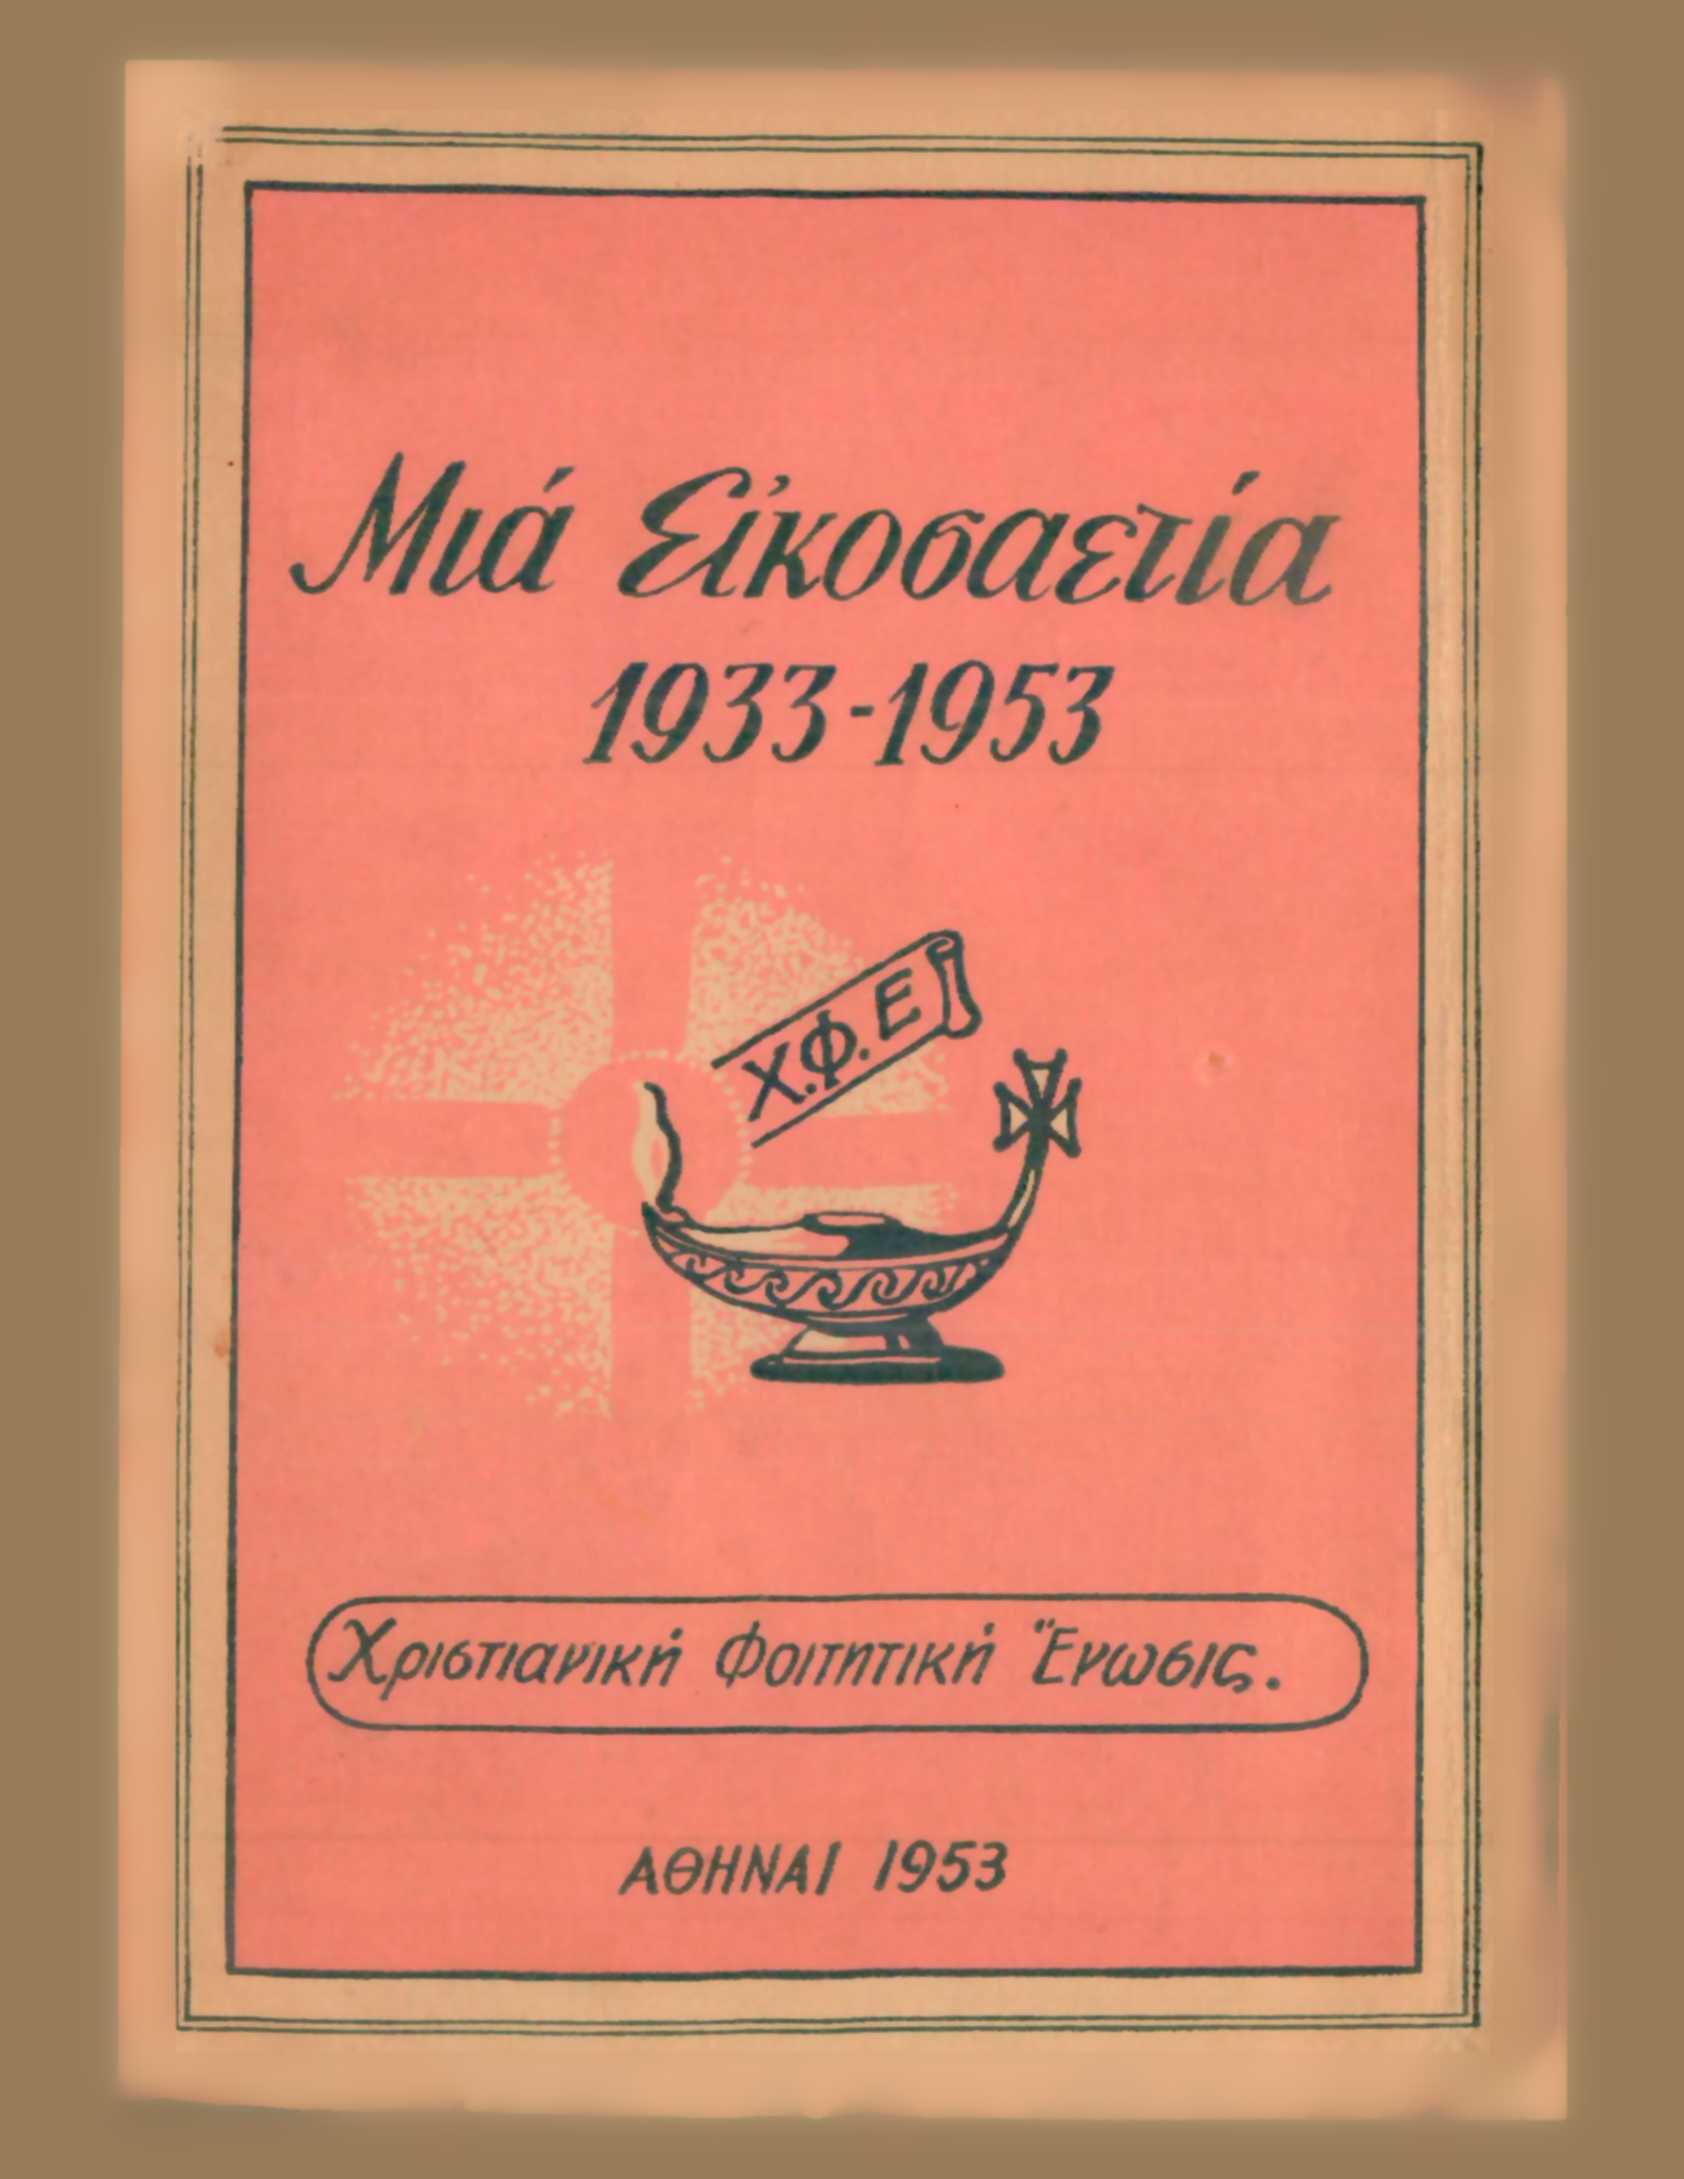 Μιά Εἰκοσαετία
1933-1953
Χ.Φ.Ε
Χριστιανική Φοιτητική Ἕνωσις.
ΑΘΗΝΑΙ 1953